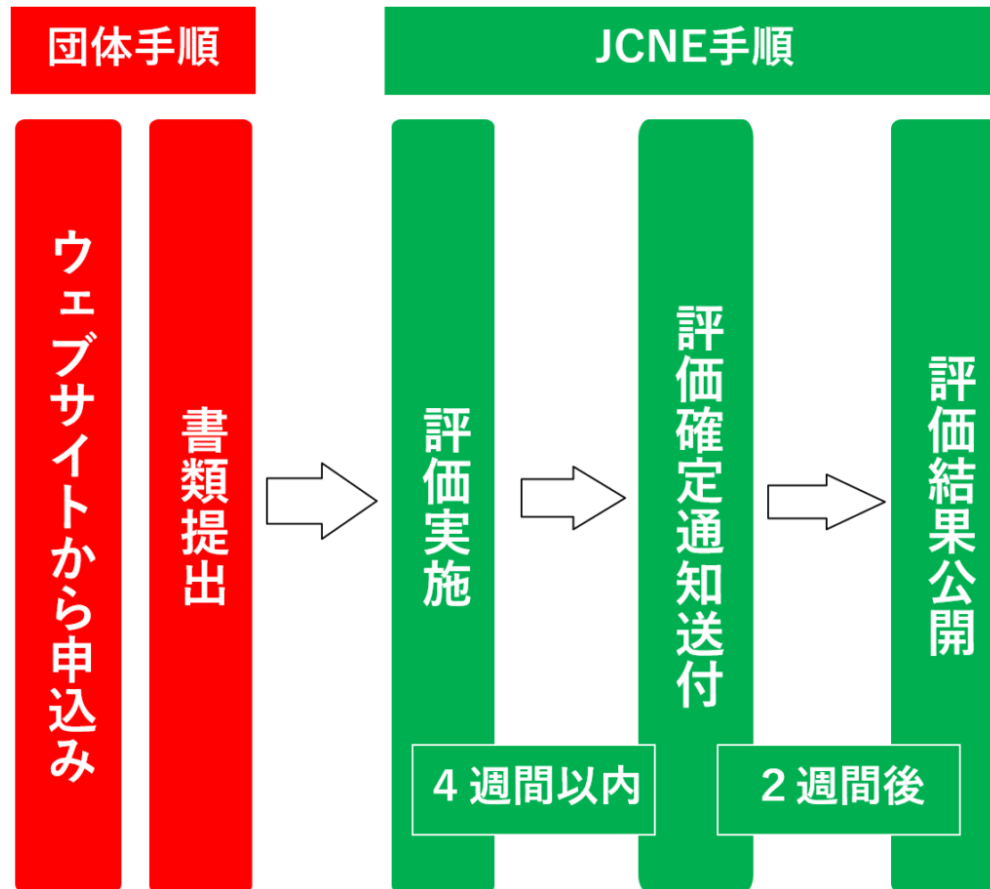 団体手順
JCNE手順
ウェブサイトから申込み
書類提出
評価実施
評価確定通知送付
評価結果公開
４週間以内
２週間後